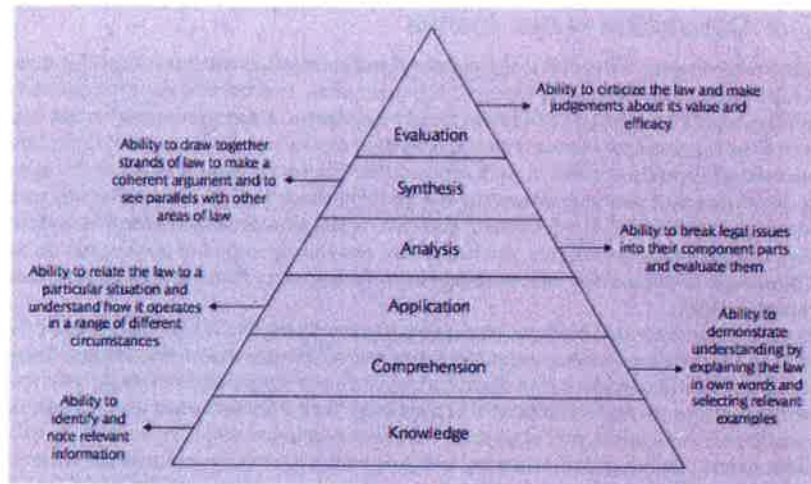 Evaluation
Ability to cirticize the law and make
judgements about its value and
efficacy
Ability to draw together
strands of law to make a
coherent argument and to
see parallels with other
areas of law
Synthesis
Analysis
Ability to break legal issues
into their component parts
and evaluate them
Ability to relate the law to a
particular situation and
understand how it operates
in a range of different
circumstances
Application
Comprehension
Ability to
demonstrate
understanding by
explaining the law
in own words and
selecting relevant
examples
Ability to
identify and
note relevant
information
Knowledge